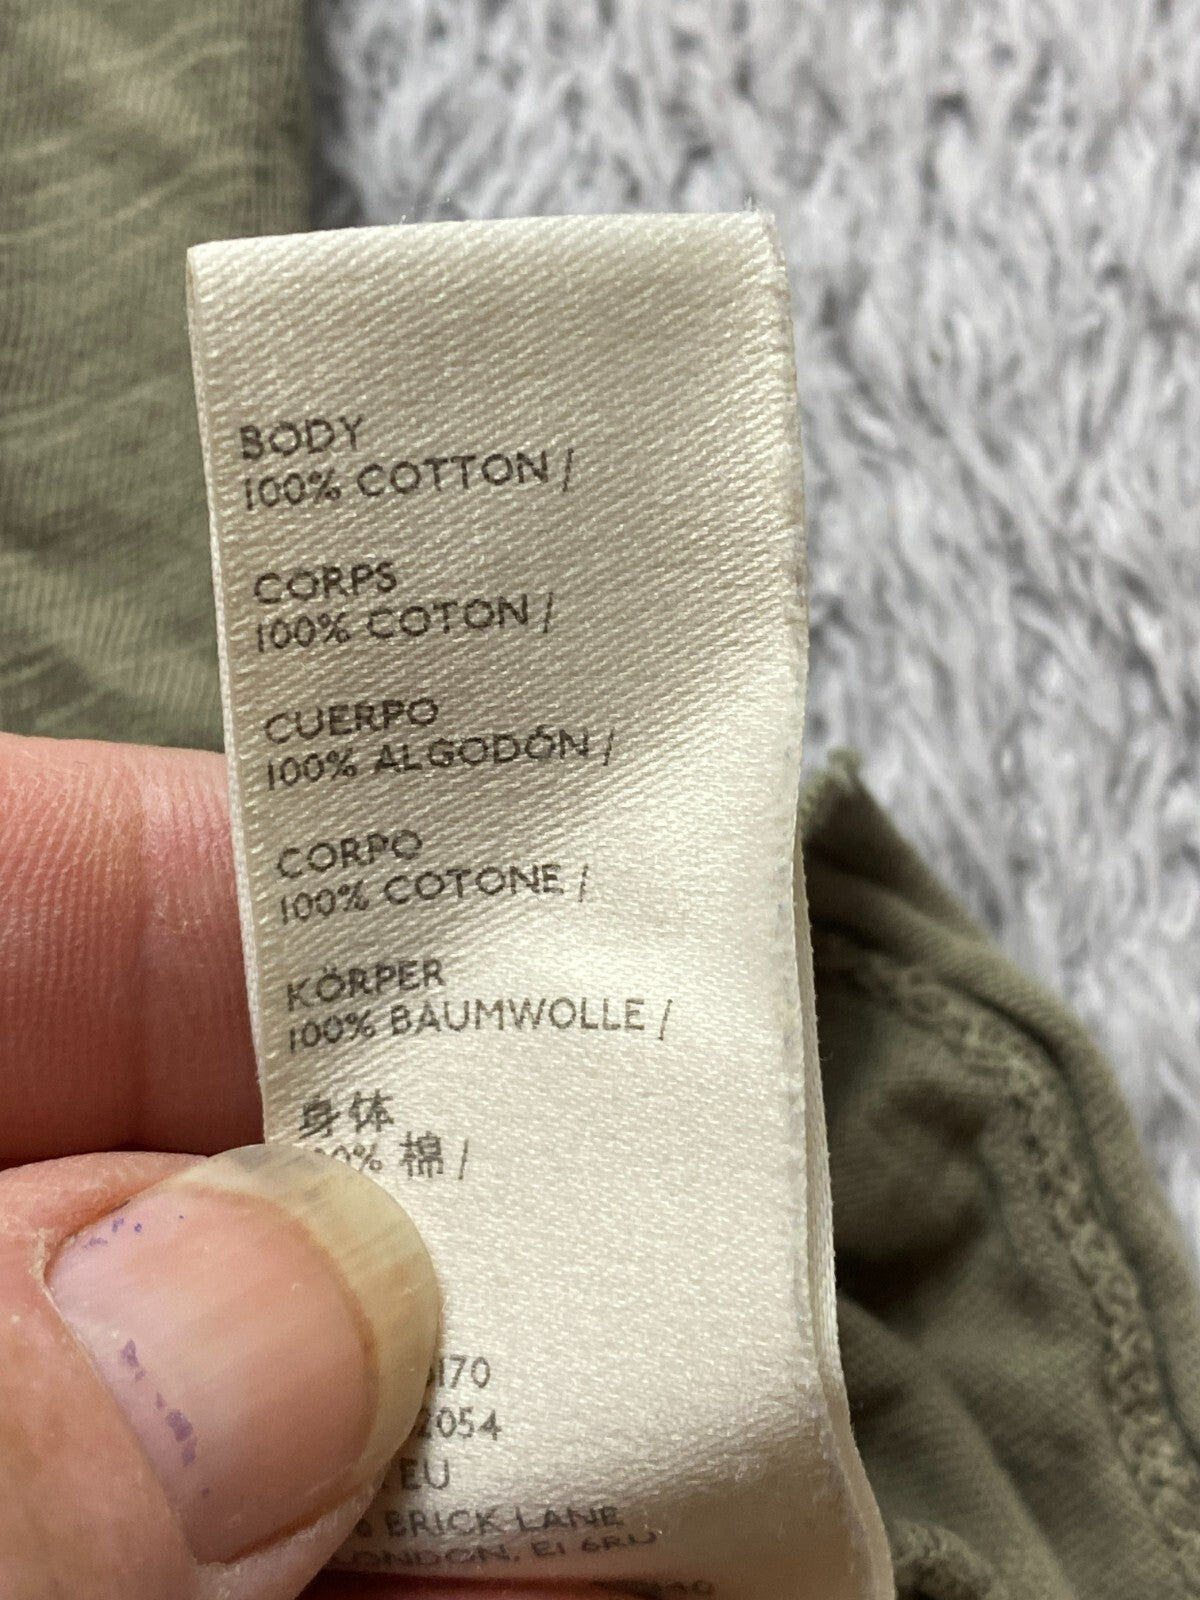 BODY
100% COTTON /
CORPS
100% COTON /
CUERPO
100% ALGODÓN /
CORPO
100% COTONE /
KÖRPER
100% BAUMWOLLE /
身体
棉 /
EU
BRICK LANE
LONDON, E1 6RU